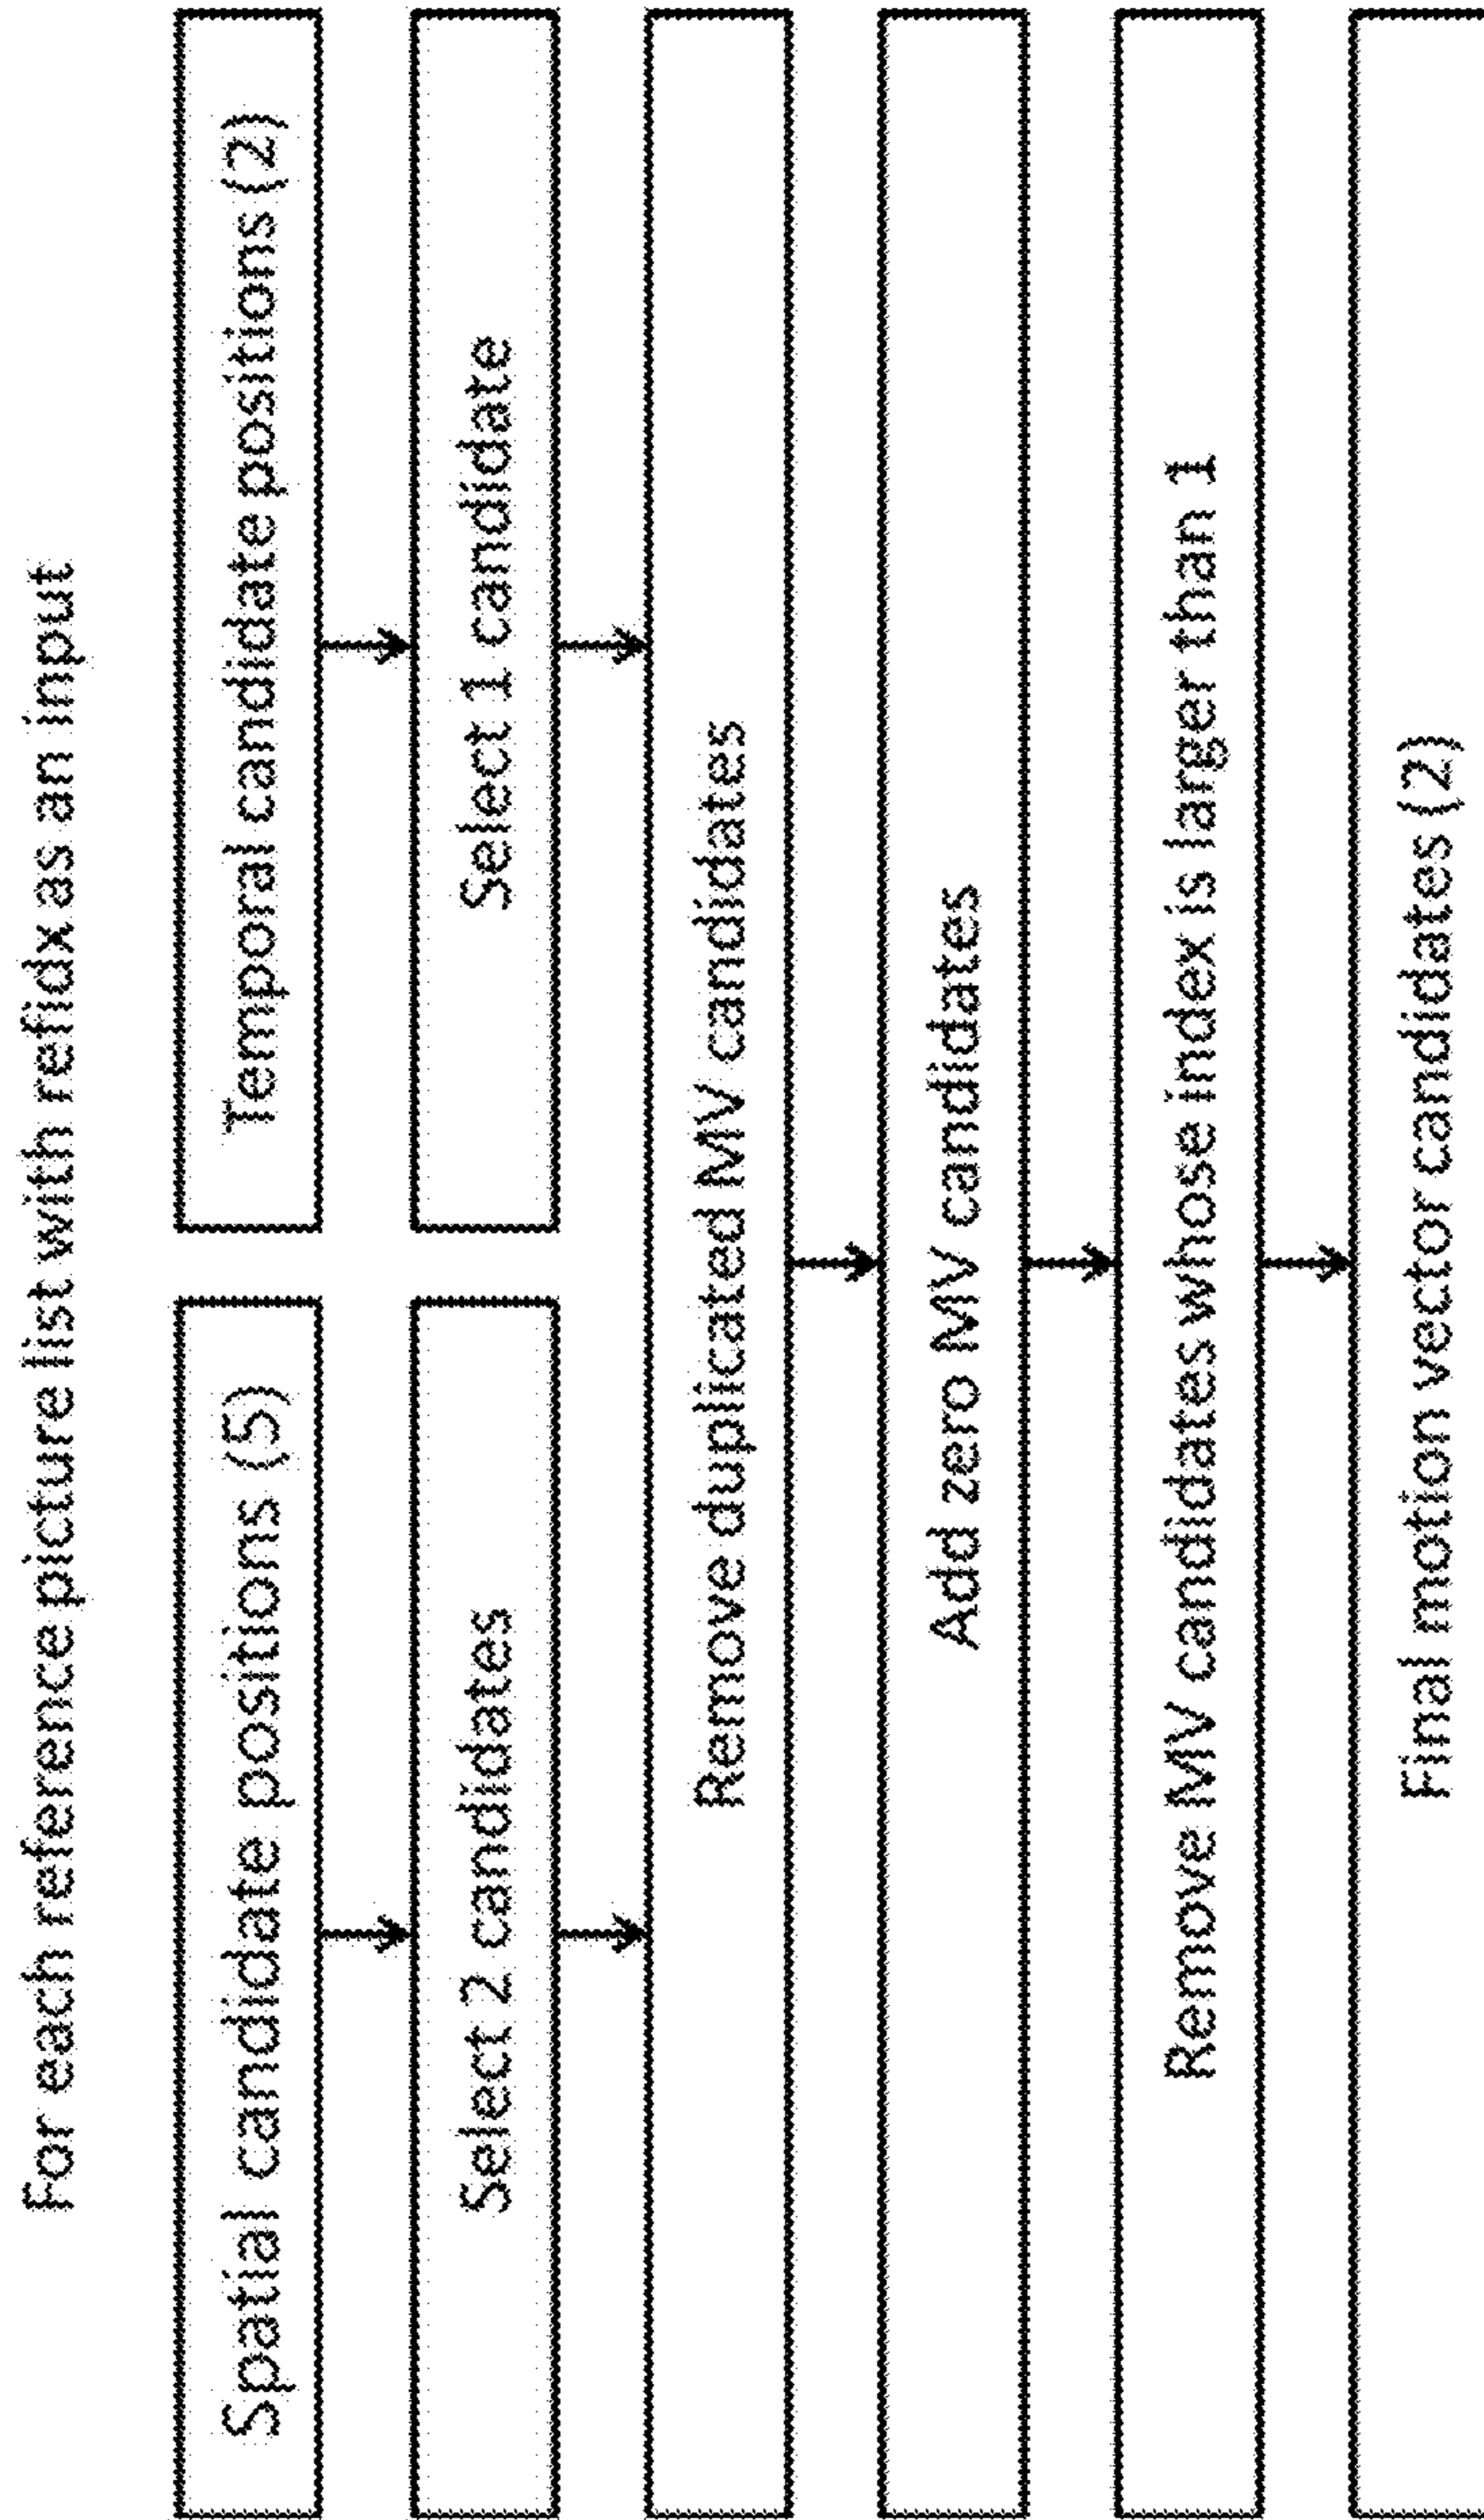 For each reference picture list with refidx as an input
Spatial candidate positions (5)
Temporal candidate positions (2)
Select 2 candidates
Select 1 candidate
Remove duplicated MV candidates
Add zero MV candidates
Remove MV candidates whose index is larger than 1
Final motion vector candidates (2)